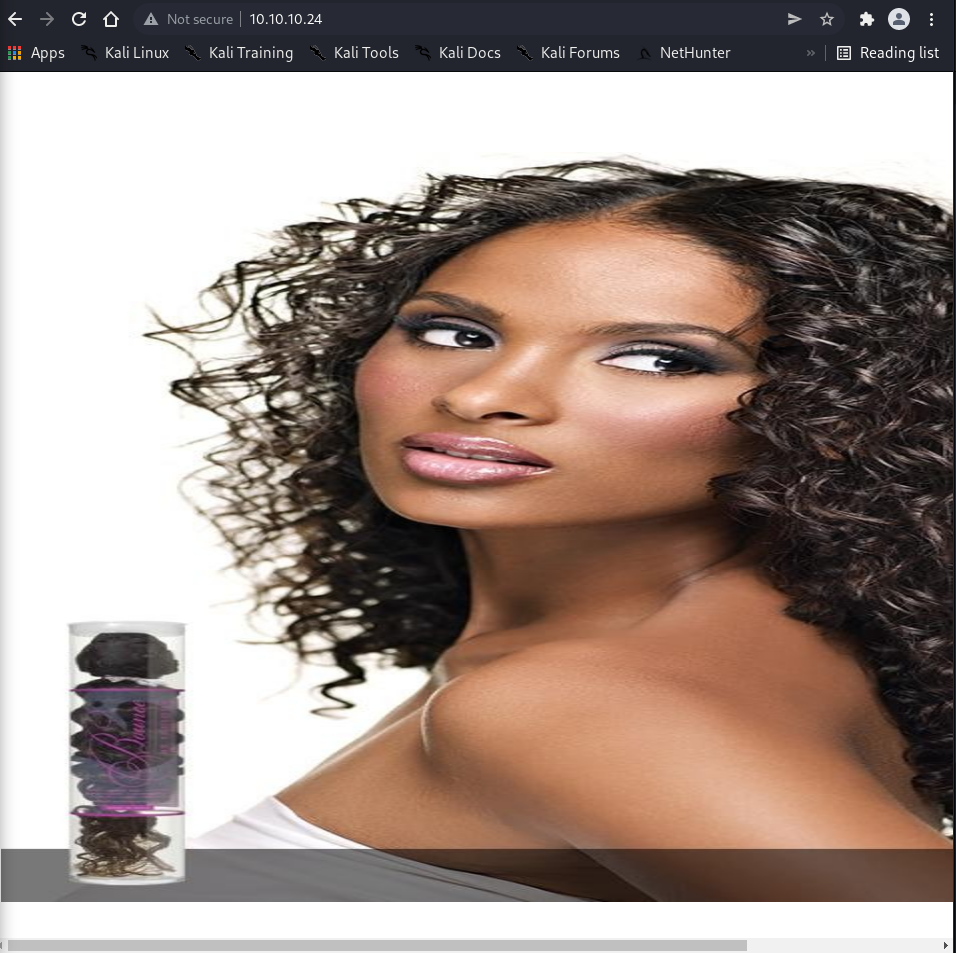 Not secure 10.10.10.24
Apps Kali Linux Kali Training Kali Tools Kali Docs Kali Forums NetHunter » Reading list
Bounce